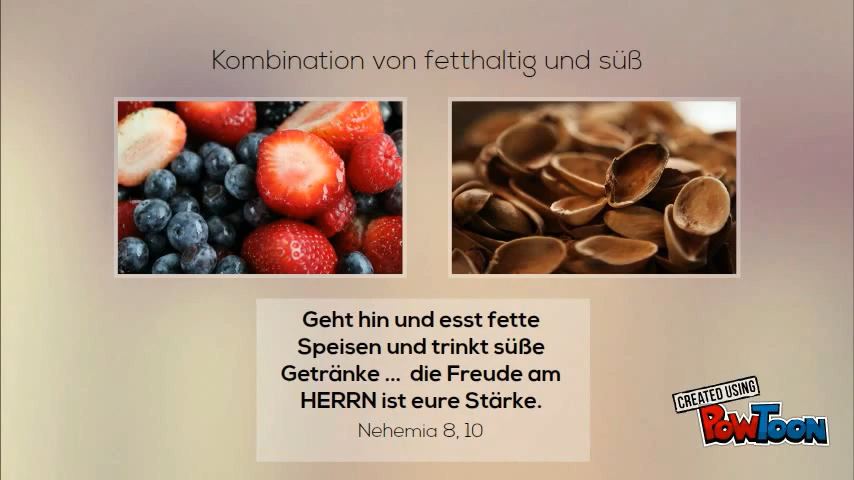 Kombination von fetthaltig und süß
Geht hin und esst fette
Speisen und trinkt süße
Getränke ... die Freude am
HERRN ist eure Stärke.
Nehemia 8, 10
CREATED USING
POWTOON